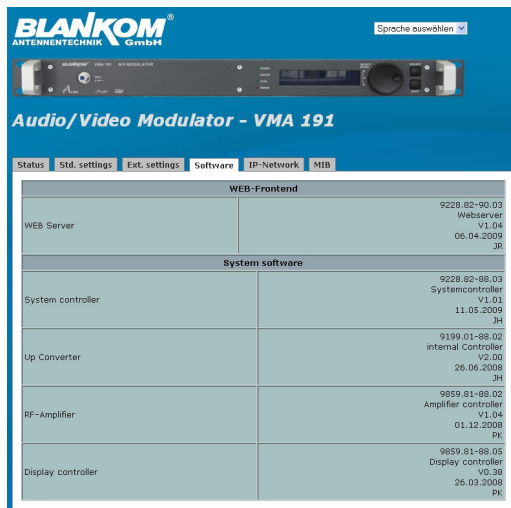 BLANKOM®
ANTENNENTECHNIK GmbH
Sprache auswählen
BLANKOM VMA 191 A/V MODULATOR
Audio/Video Modulator - VMA 191
Status Std. settings Ext. settings Software IP-Network MIB
WEB-Frontend
WEB Server
9228.82-90.03
Webserver
V1.04
06.04.2009
JR
System software
System controller
9228.82-88.03
Systemcontroller
V1.01
11.05.2009
JH
Up Converter
9199.01-88.02
internal Controller
V2.00
26.06.2008
JH
RF-Amplifier
9859.81-88.02
Amplifier controller
V1.04
01.12.2008
PK
Display controller
9859.81-88.05
Display controller
V0.38
26.03.2008
PK